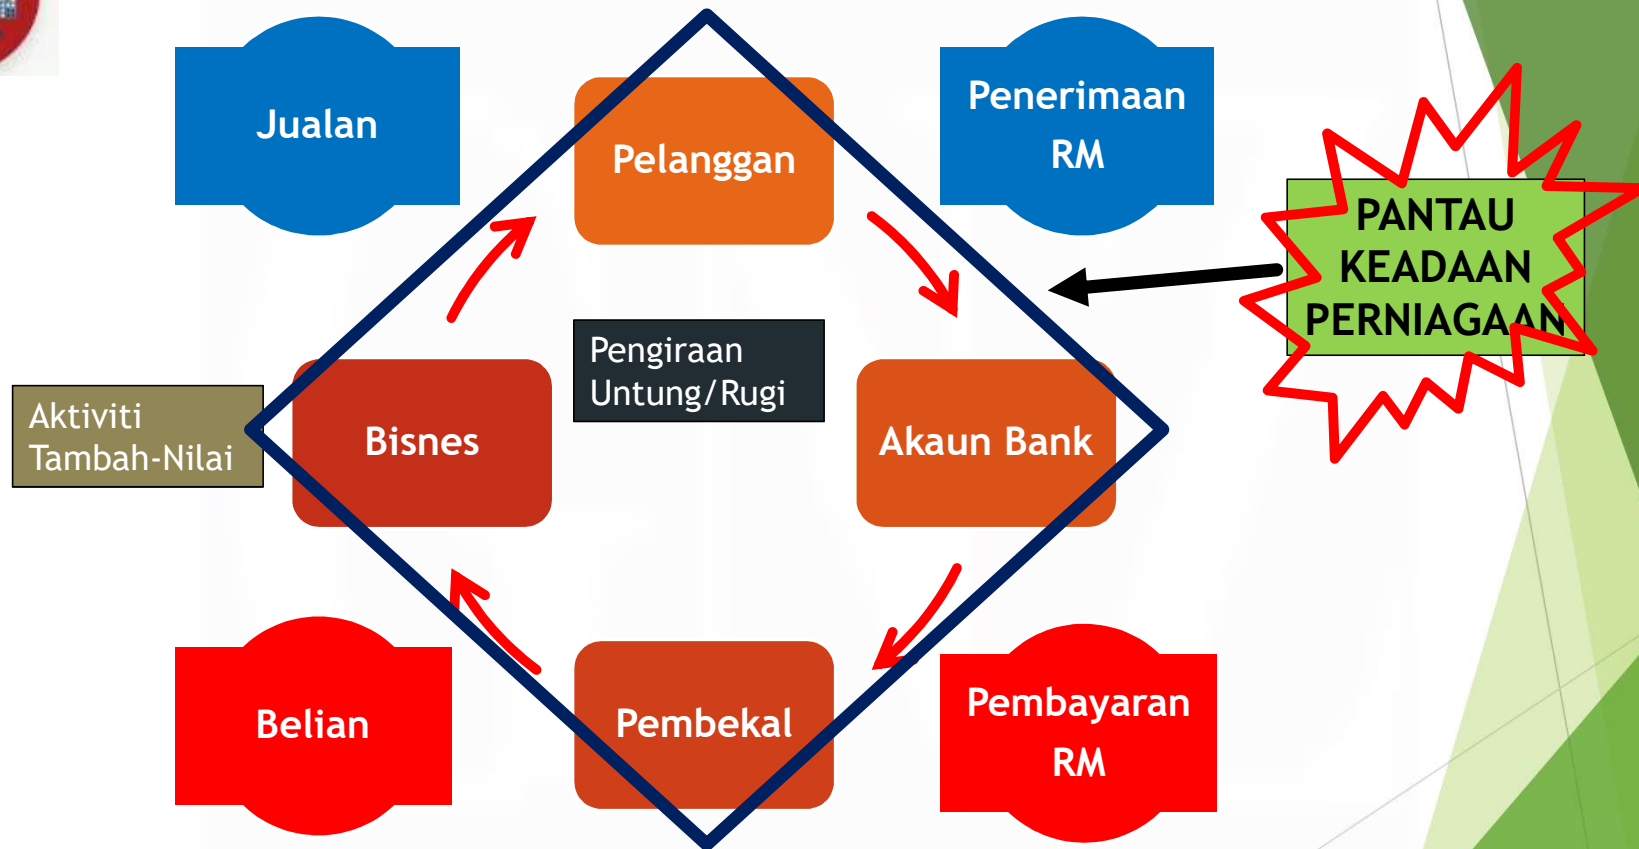 Jualan
Pelanggan
Penerimaan
RM
PANTAU
KEADAAN
PERNIAGAAN
Pengiraan
Untung/Rugi
Aktiviti
Tambah-Nilai
Bisnes
Akaun Bank
Belian
Pembekal
Pembayaran
RM